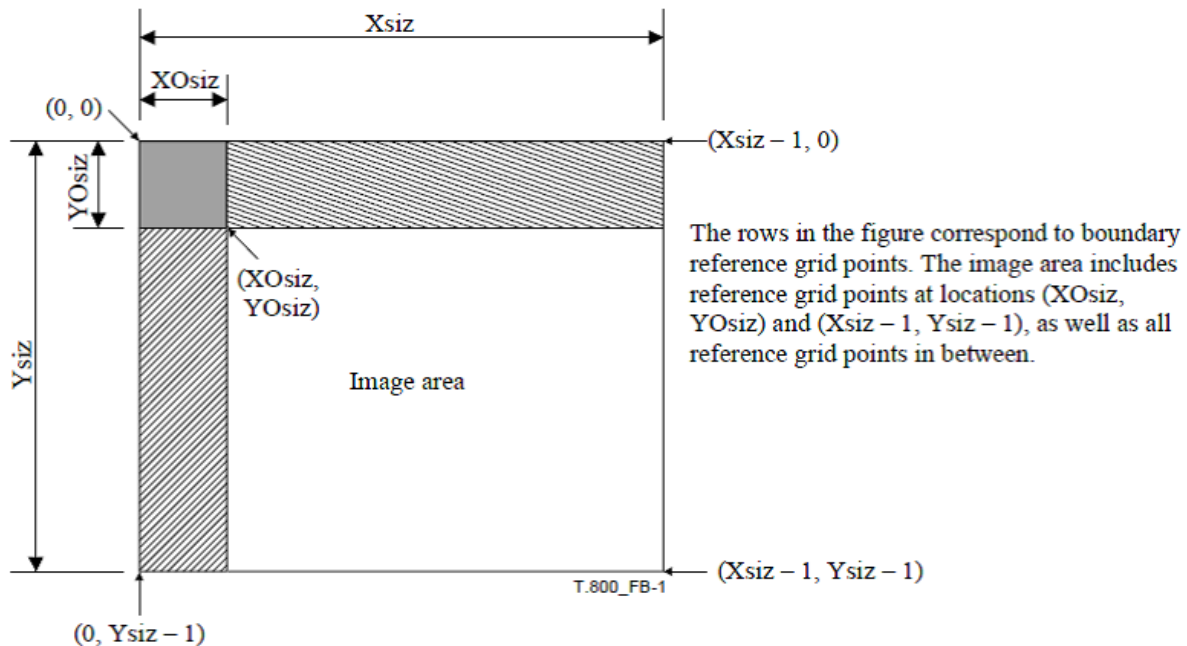 Xsiz
XOsiz
(0, 0)
(Xsiz – 1, 0)
YOsiz
Ysiz
(XOsiz,
YOsiz)
The rows in the figure correspond to boundary
reference grid points. The image area includes
reference grid points at locations (XOsiz,
YOsiz) and (Xsiz – 1, Ysiz – 1), as well as all
reference grid points in between.
Image area
(Xsiz – 1, Ysiz – 1)
T.800_FB-1
(0, Ysiz – 1)